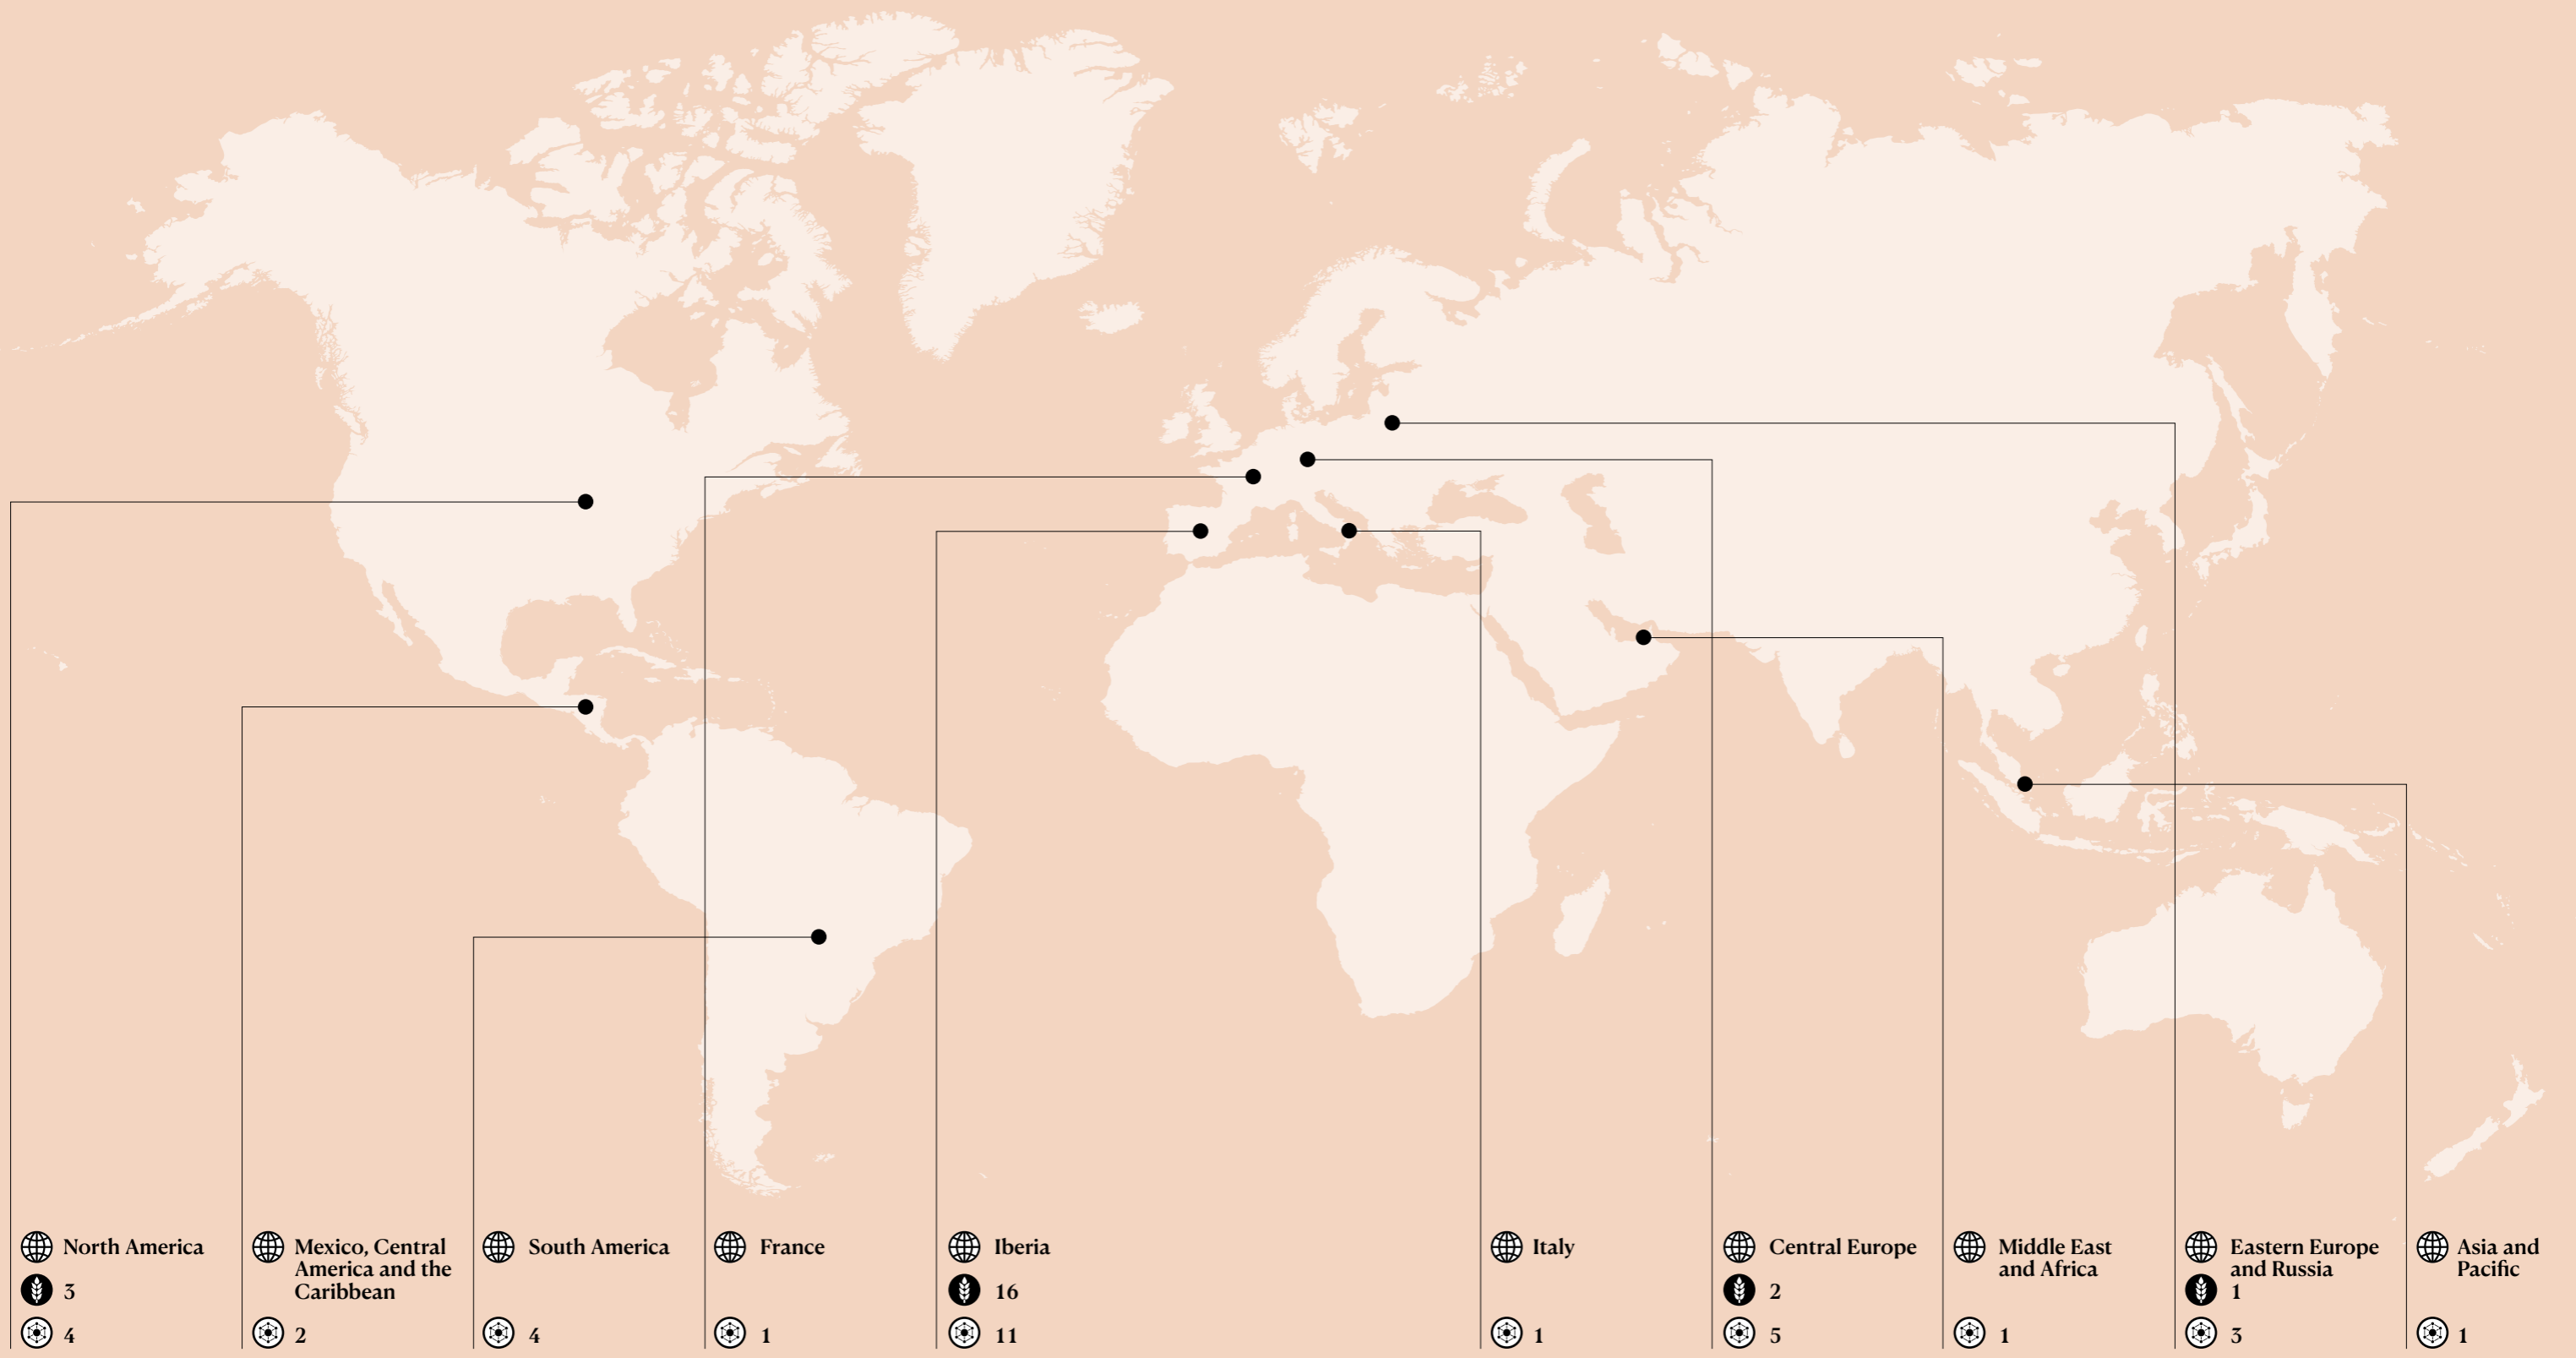 North America
3
4
Mexico, Central
America and the
Caribbean
2
South America
4
France
1
Iberia
16
11
Italy
1
Central Europe
2
5
Middle East
and Africa
1
Eastern Europe
and Russia
1
3
Asia and
Pacific
1